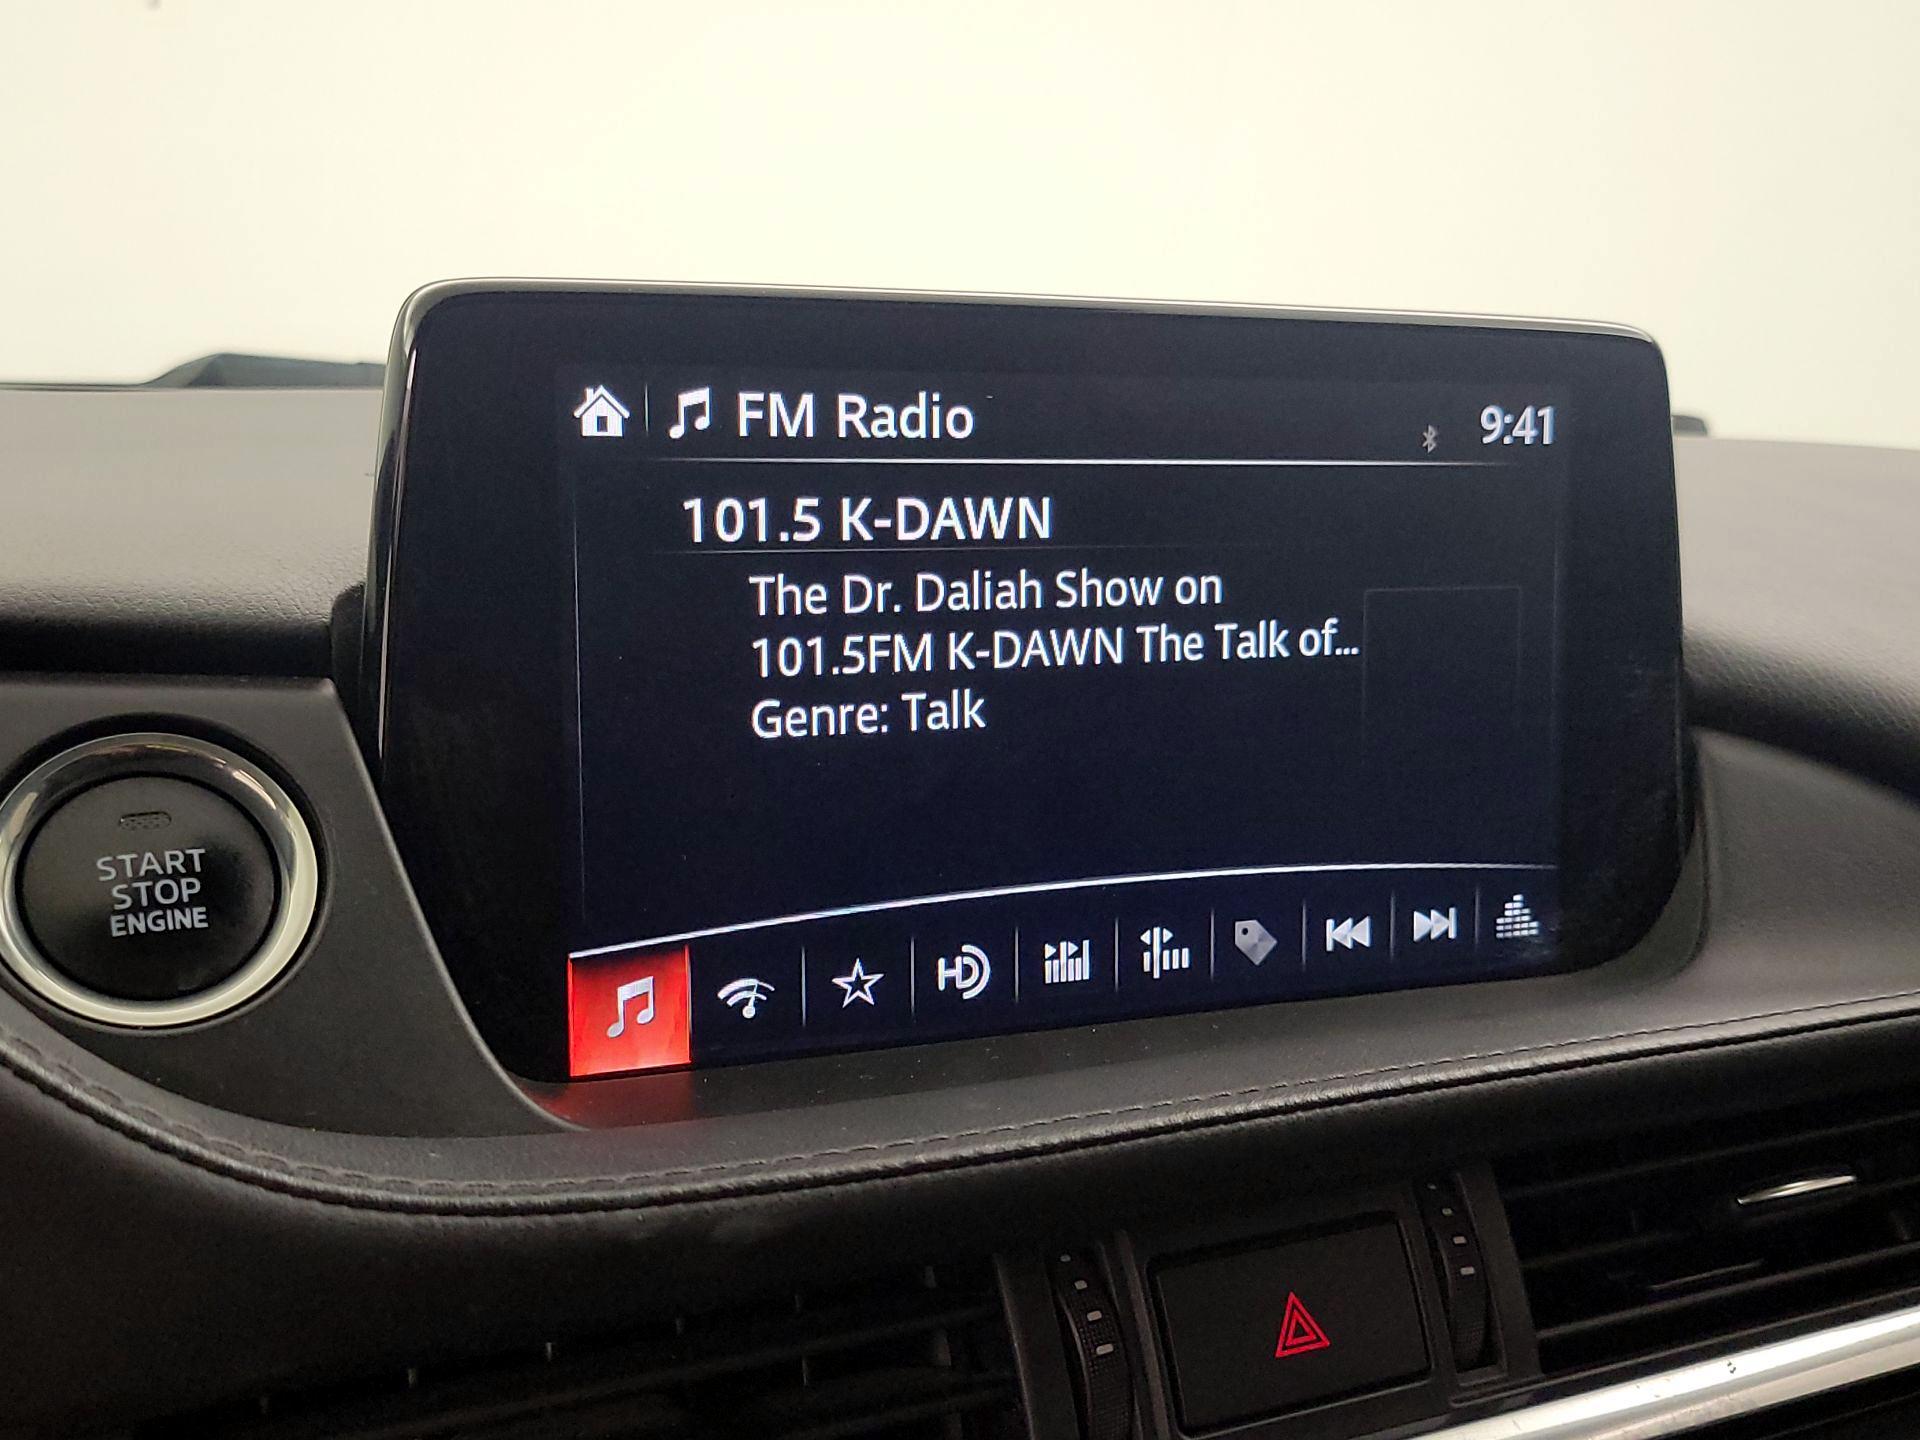 FM Radio
9:41
101.5 K-DAWN
The Dr. Daliah Show on
101.5FM K-DAWN The Talk of...
Genre: Talk
HD
START
STOP
ENGINE